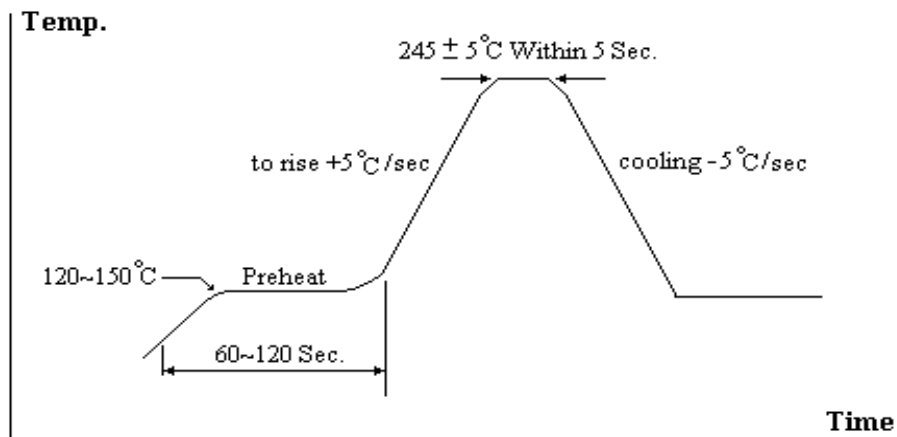 Temp.
245 ± 5°C Within 5 Sec.
to rise +5°C/sec
cooling -5°C/sec
120~150°C
Preheat
60~120 Sec.
Time